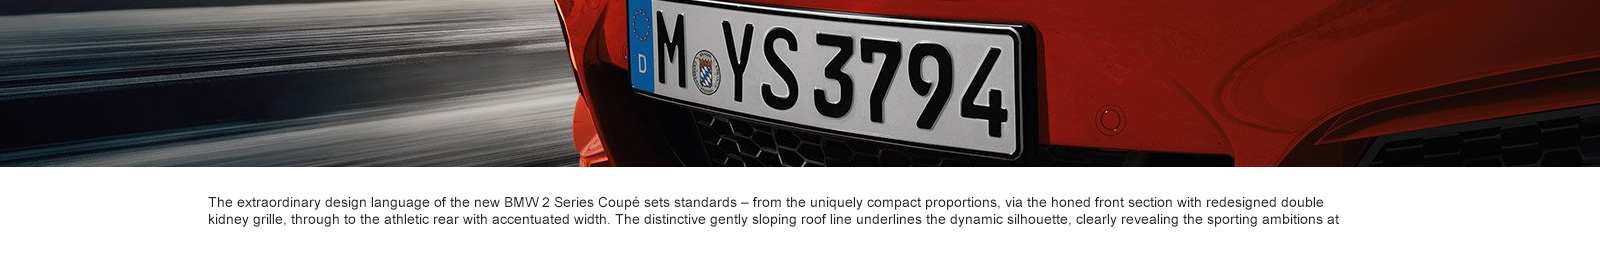 D
M YS 3794
The extraordinary design language of the new BMW 2 Series Coupé sets standards – from the uniquely compact proportions, via the honed front section with redesigned double
kidney grille, through to the athletic rear with accentuated width. The distinctive gently sloping roof line underlines the dynamic silhouette, clearly revealing the sporting ambitions at